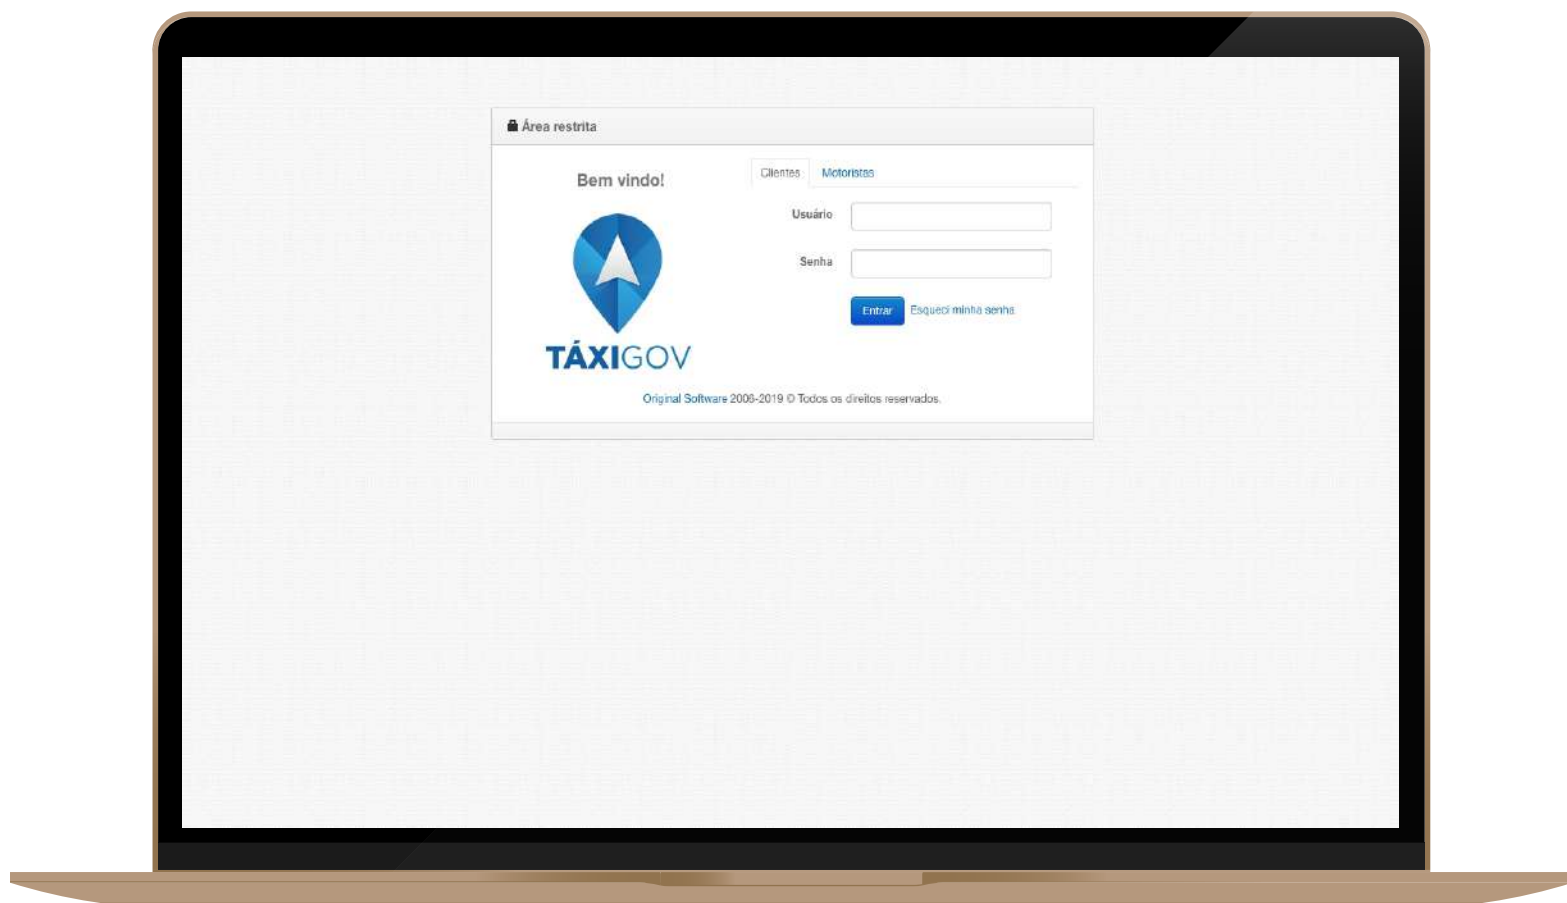 Área restrita
Bem vindo!
Clientes Motoristas
Usuário
Senha
Entrar Esqueci minha senha
TÁXIGOV
Original Software 2006-2019 © Todos os direitos reservados.